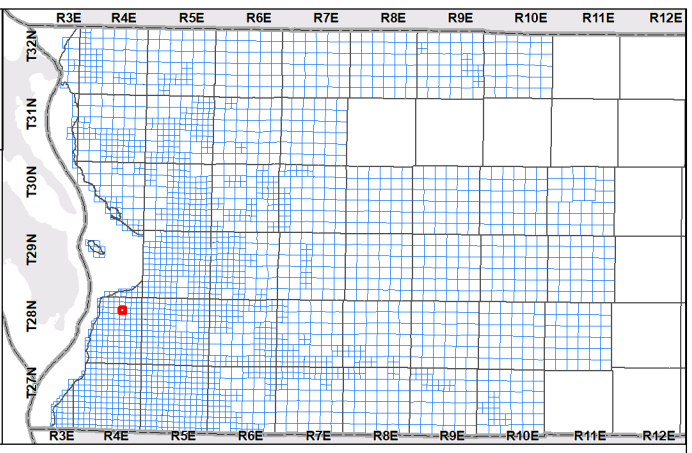 R3E R4E R5E R6E R7E R8E R9E R10E R11E R12E
T32N
T31N
T30N
T29N
T28N
T27N
R3E R4E R5E R6E R7E R8E R9E R10E R11E R12E